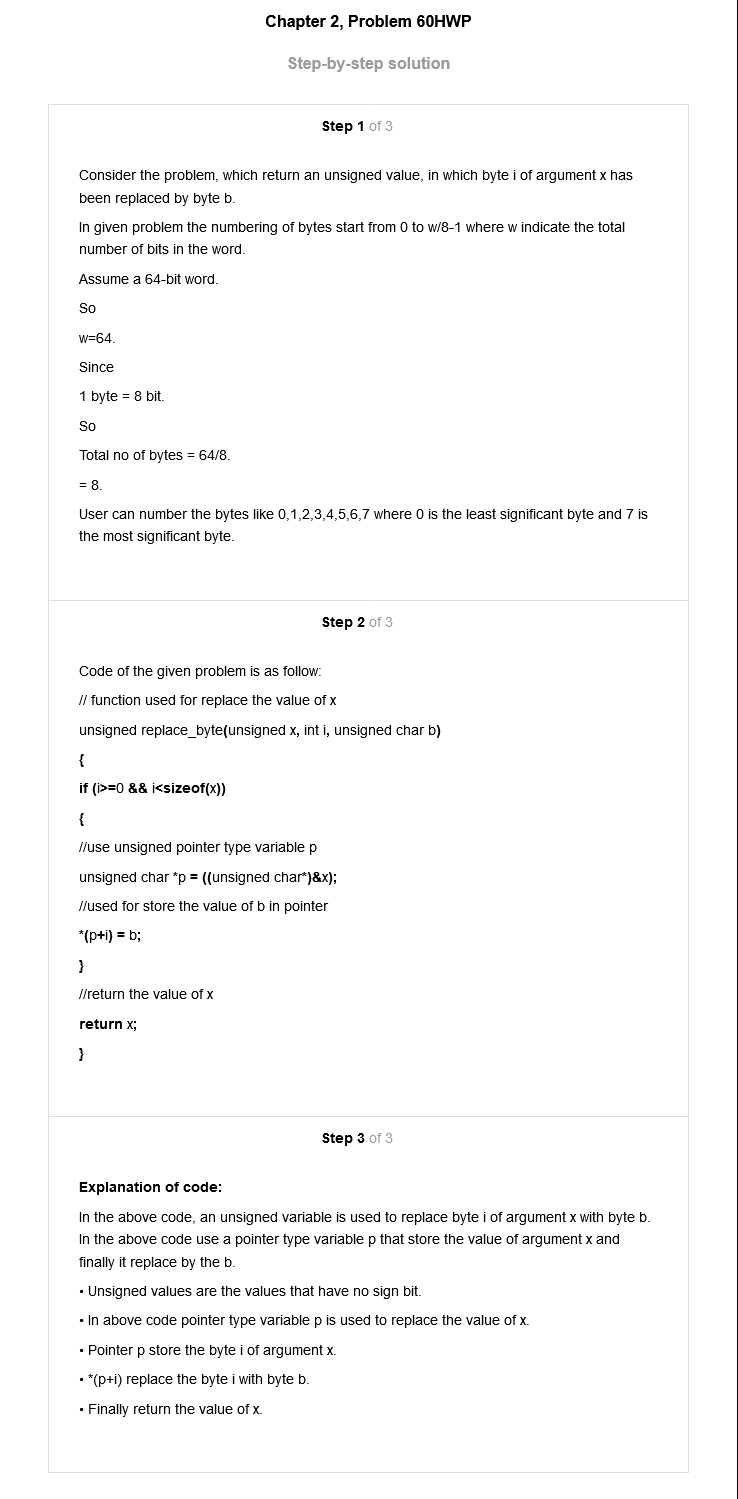 Chapter 2, Problem 60HWP
Step-by-step solution
Step 1 of 3
Consider the problem, which return an unsigned value, in which byte i of argument x has
been replaced by byte b.
In given problem the numbering of bytes start from 0 to w/8-1 where w indicate the total
number of bits in the word.
Assume a 64-bit word.
So
w=64.
Since
1 byte = 8 bit.
So
Total no of bytes = 64/8.
= 8.
User can number the bytes like 0,1,2,3,4,5,6,7 where 0 is the least significant byte and 7 is
the most significant byte.
Step 2 of 3
Code of the given problem is as follow:
// function used for replace the value of x
unsigned replace_byte(unsigned x, int i, unsigned char b)
{
if (i>=0 && i<sizeof(x))
{
//use unsigned pointer type variable p
unsigned char *p = ((unsigned char*)&x);
//used for store the value of b in pointer
*(p+i) = b;
}
//return the value of x
return x;
}
Step 3 of 3
Explanation of code:
In the above code, an unsigned variable is used to replace byte i of argument x with byte b.
In the above code use a pointer type variable p that store the value of argument x and
finally it replace by the b.
• Unsigned values are the values that have no sign bit.
• In above code pointer type variable p is used to replace the value of x.
• Pointer p store the byte i of argument x.
• *(p+i) replace the byte i with byte b.
• Finally return the value of x.